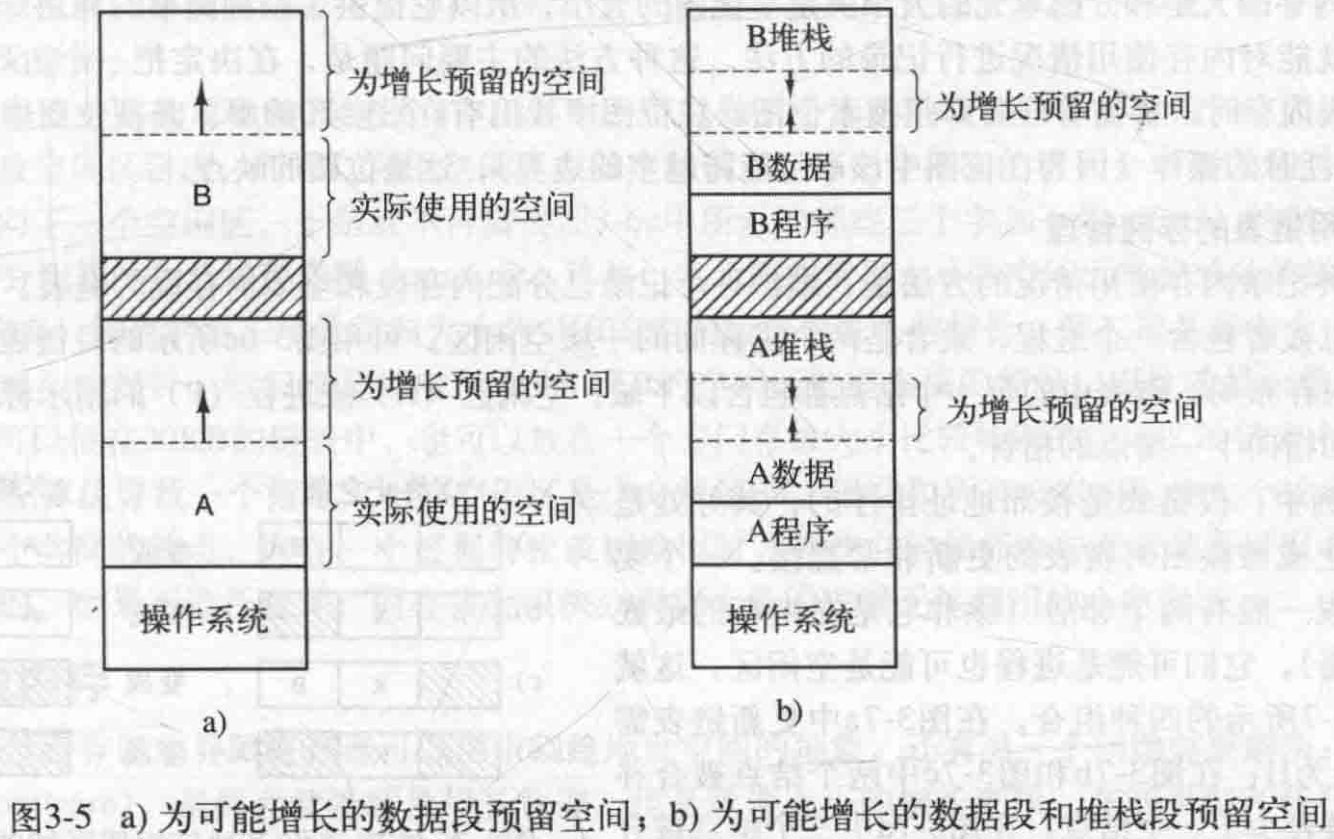 为增长预留的空间
B
实际使用的空间
为增长预留的空间
A
实际使用的空间
操作系统
a)
B堆栈
为增长预留的空间
B数据
B程序
A堆栈
为增长预留的空间
A数据
A程序
操作系统
b)
图3-5 a) 为可能增长的数据段预留空间；b) 为可能增长的数据段和堆栈段预留空间